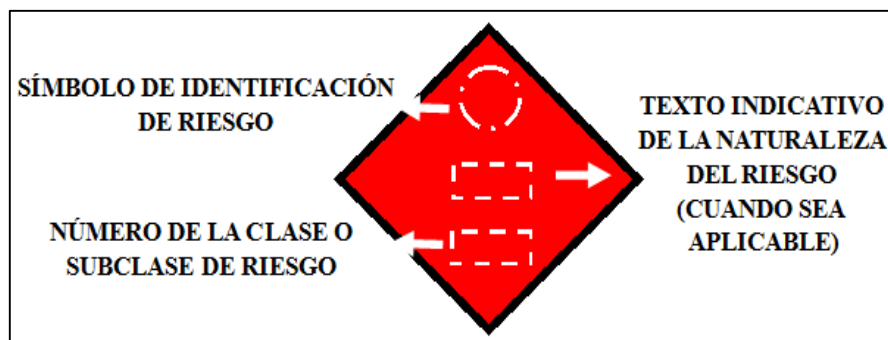 SÍMBOLO DE IDENTIFICACIÓN
DE RIESGO
TEXTO INDICATIVO
DE LA NATURALEZA
DEL RIESGO
(CUANDO SEA
APLICABLE)
NÚMERO DE LA CLASE O
SUBCLASE DE RIESGO